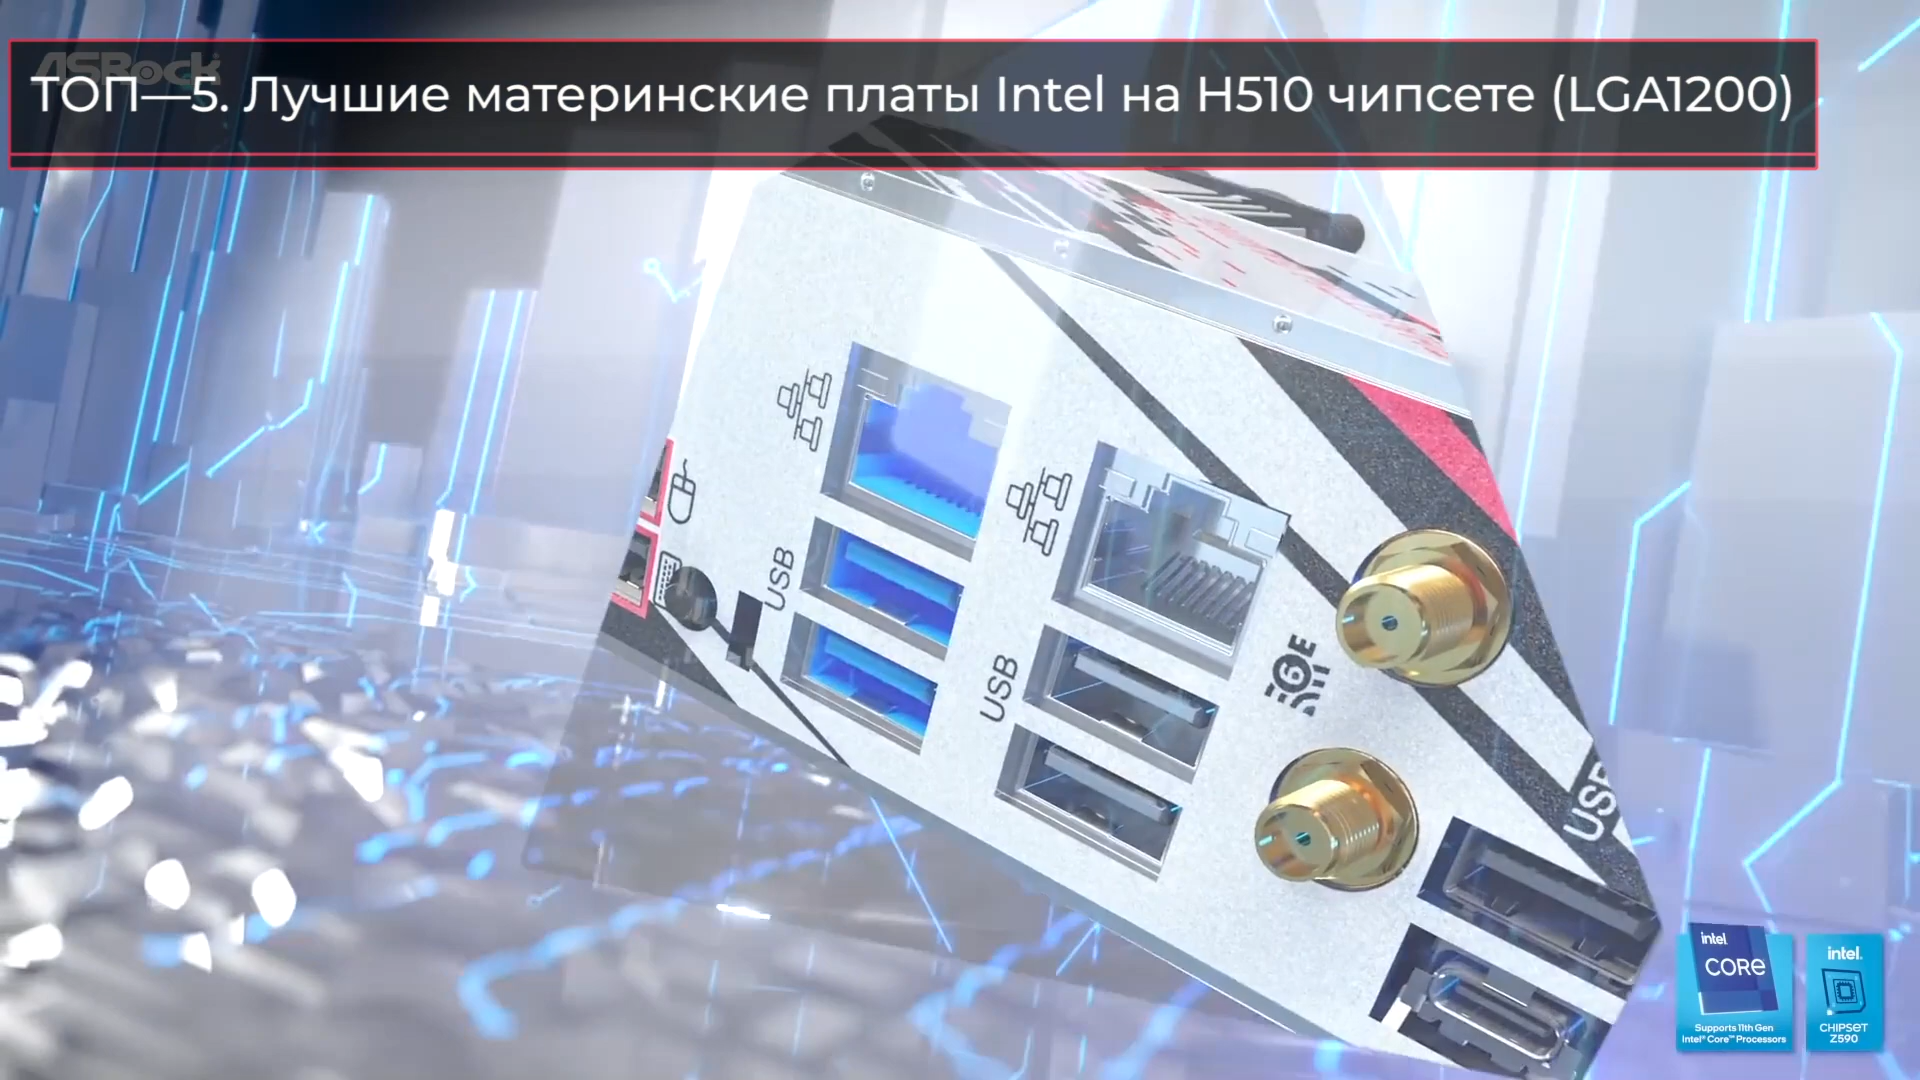 ASRock
ТОП—5. Лучшие материнские платы Intel на H510 чипсете (LGA1200)
USB
USB
6E
USB
intel
CORE
Supports 11th Gen
Intel® Core™ Processors
intel.
CHIPSET
Z590